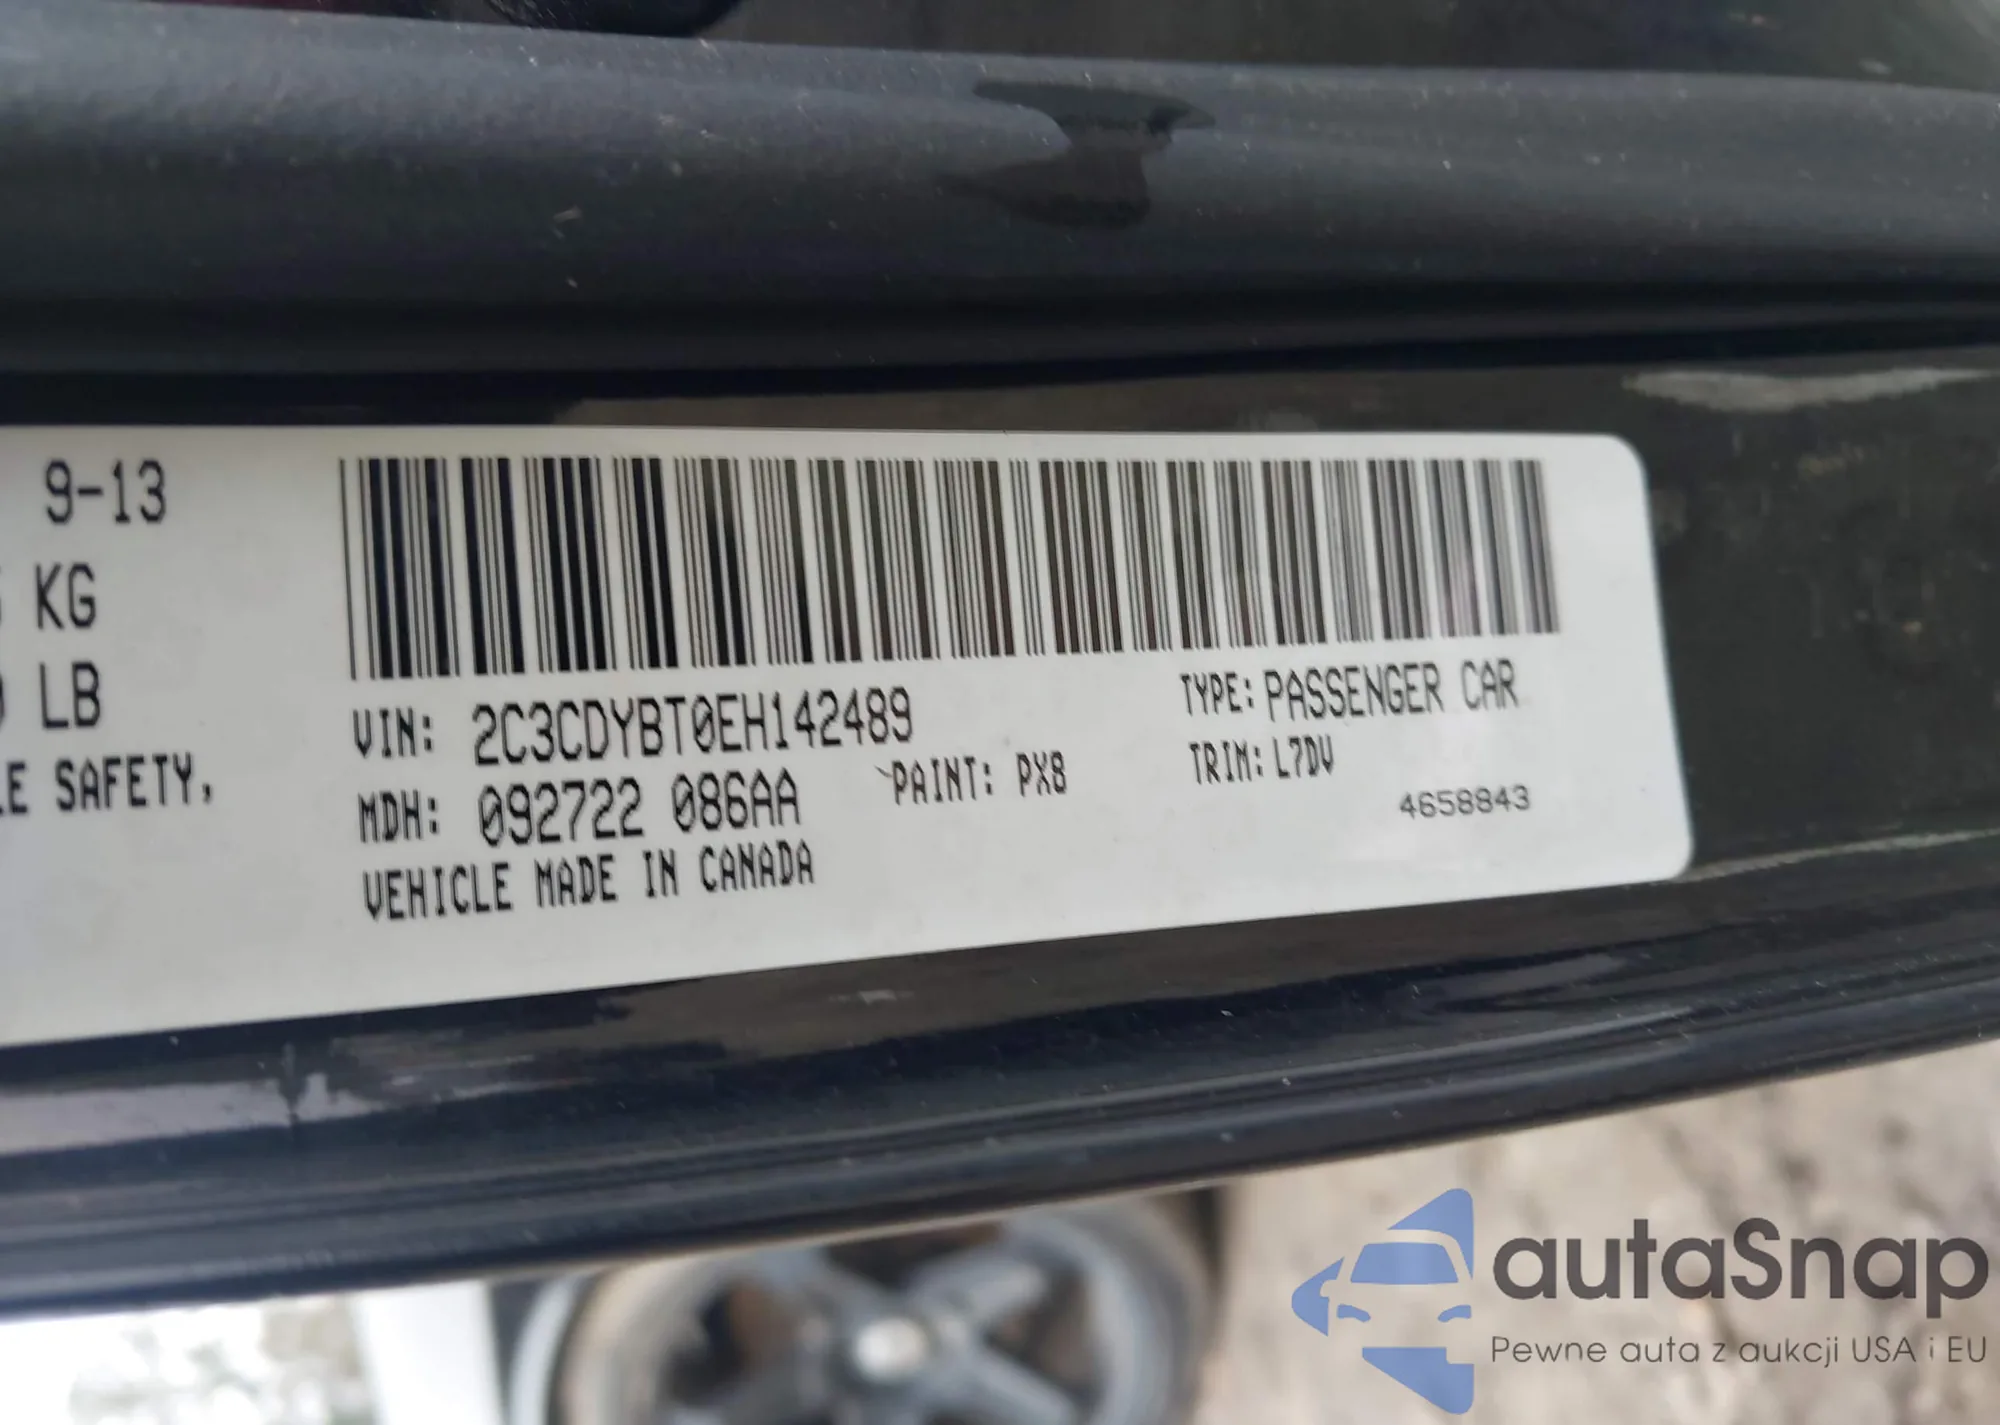 9-13
KG
LB
LE SAFETY,
VIN: 2C3CDYBT0EH142489
TYPE: PASSENGER CAR
MDH: 092722 086AA
PAINT: PX8
TRIM: L7DV
4658843
VEHICLE MADE IN CANADA
autaSnap
Pewne auta z aukcji USA i EU